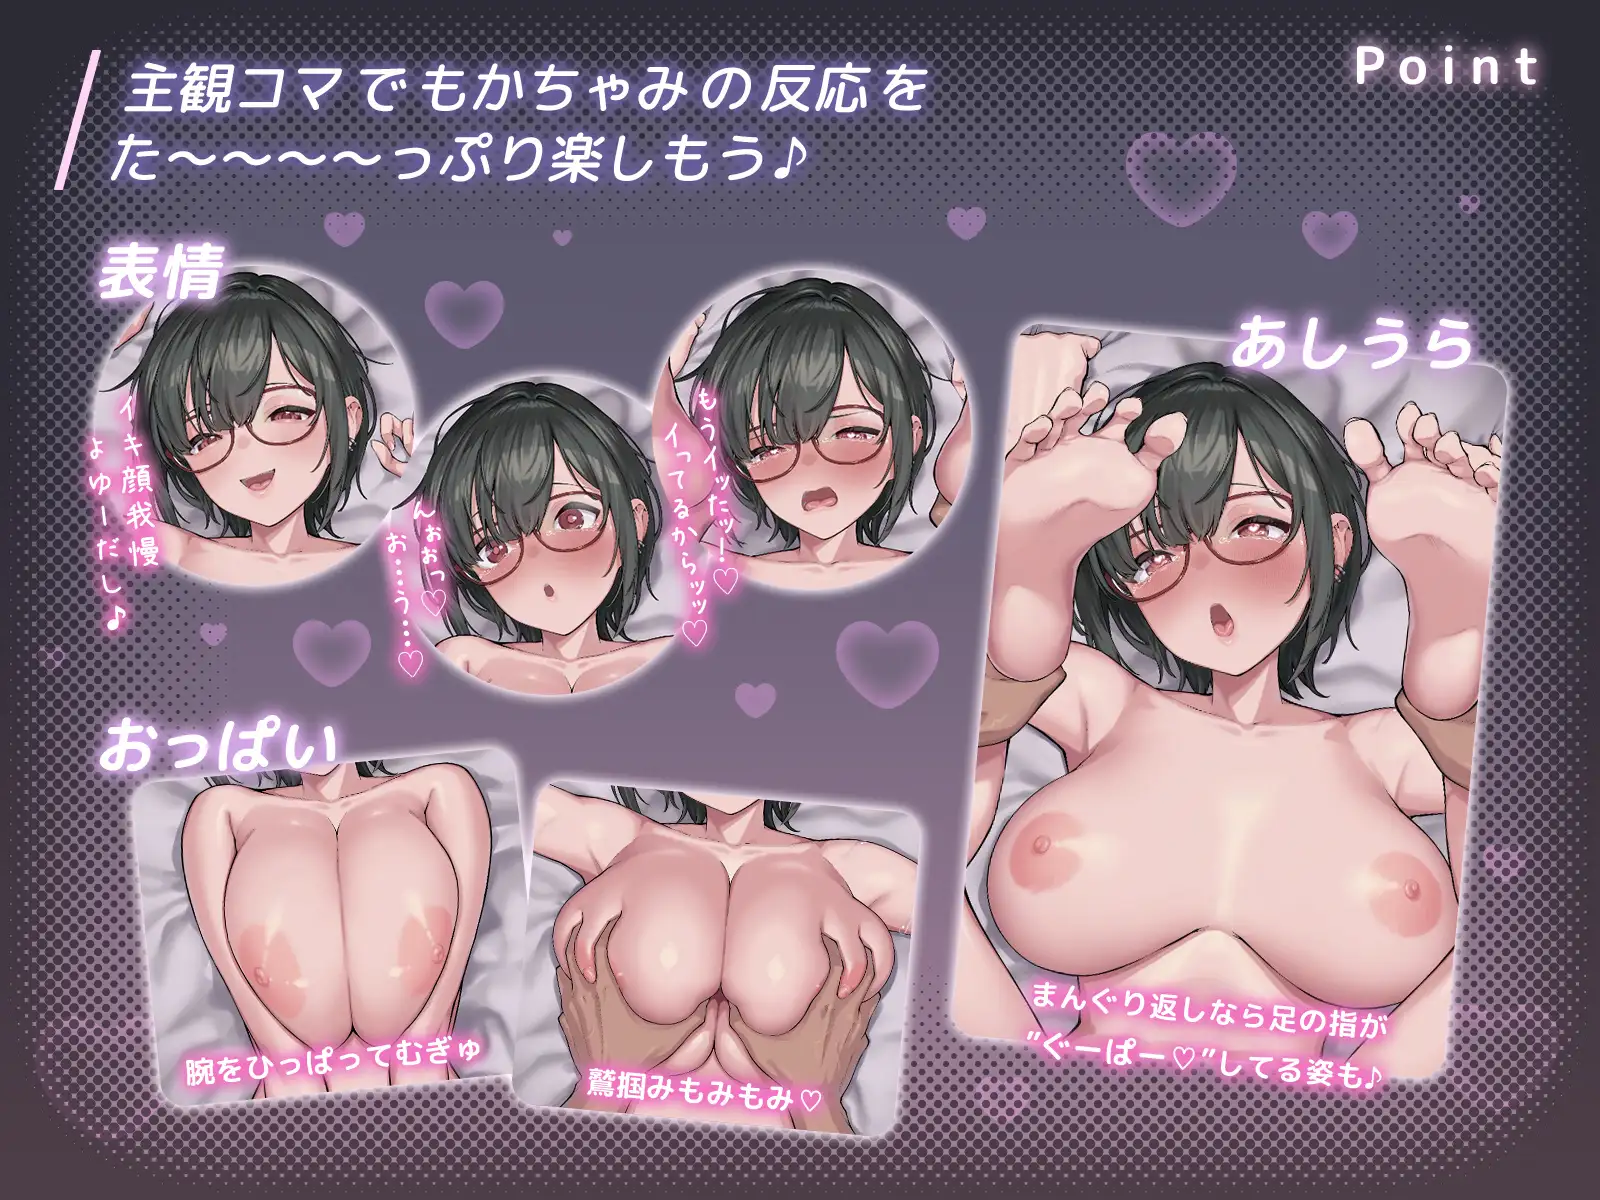 Point
主観コマでもかちゃみの反応を
た～～～～っぷり楽しもう♪
表情
イキ顔我慢
よゆーだし♪
んぉおっ♡
お……う…♡
もうイッたッ！♡
イってるからッッ♡
あしうら
まんぐり返しなら足の指が
"ぐーぱー♡"してる姿も♪
おっぱい
腕をひっぱってむぎゅ
鷲掴みもみもみ♡